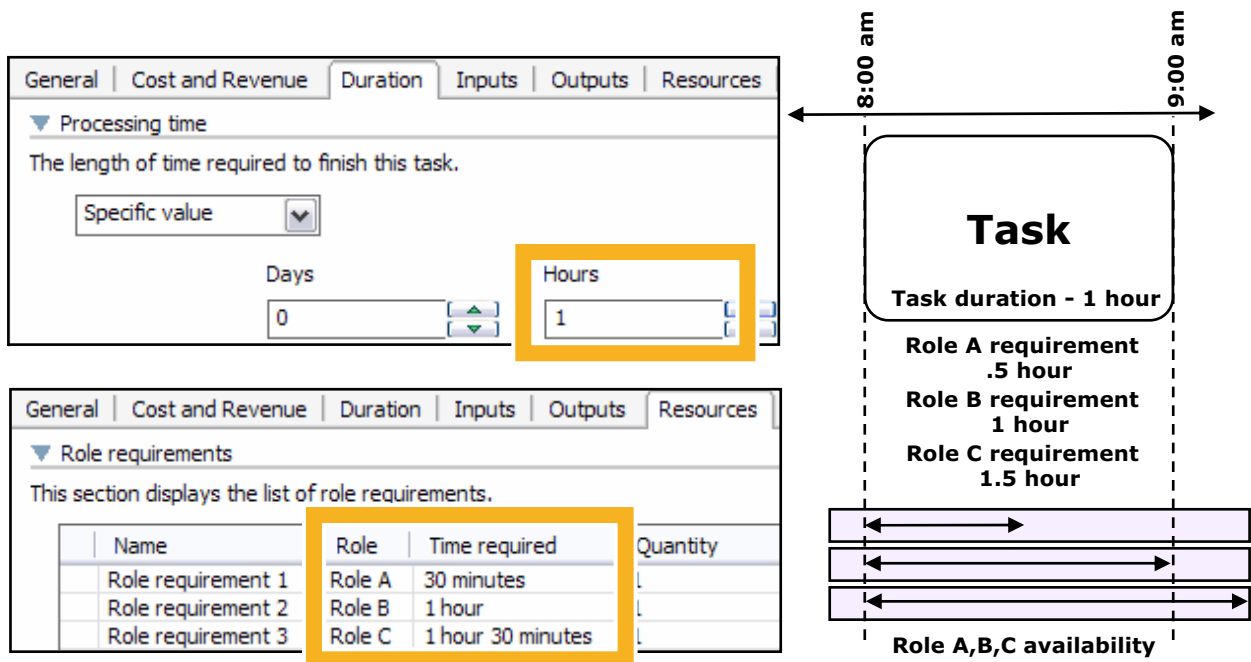 General | Cost and Revenue | Duration | Inputs | Outputs | Resources
Processing time
The length of time required to finish this task.
Specific value
Days Hours
0 1
General | Cost and Revenue | Duration | Inputs | Outputs | Resources
Role requirements
This section displays the list of role requirements.
Name Role Time required Quantity
Role requirement 1 Role A 30 minutes
Role requirement 2 Role B 1 hour
Role requirement 3 Role C 1 hour 30 minutes
8:00 am
9:00 am
Task
Task duration - 1 hour
Role A requirement
.5 hour
Role B requirement
1 hour
Role C requirement
1.5 hour
Role A,B,C availability